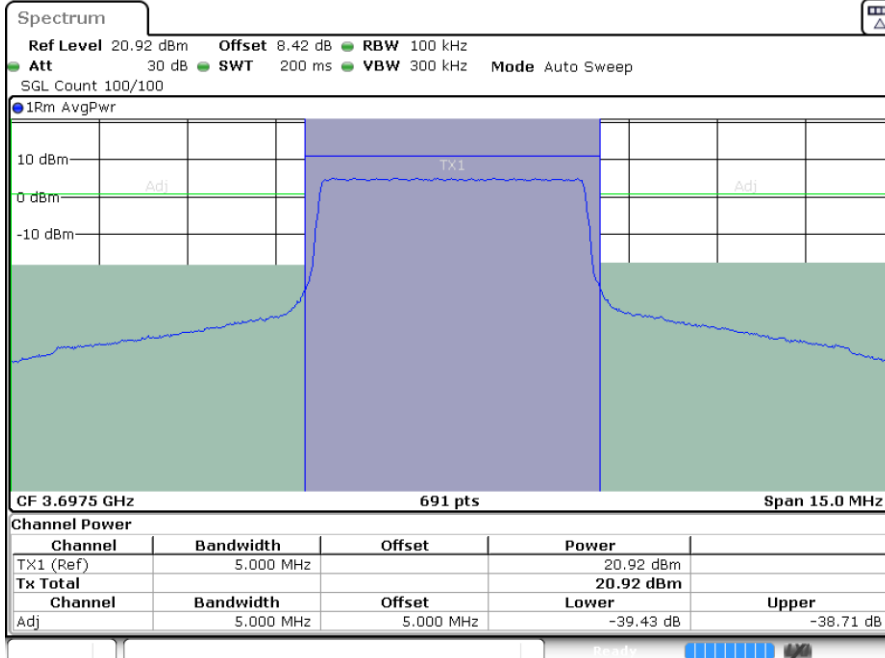 Spectrum
Ref Level 20.92 dBm Offset 8.42 dB RBW 100 kHz
Att 30 dB SWT 200 ms VBW 300 kHz Mode Auto Sweep
SGL Count 100/100
1Rm AvgPwr
10 dBm
TX1
Adj Adj
0 dBm
-10 dBm
CF 3.6975 GHz 691 pts Span 15.0 MHz
Channel Power
Channel Bandwidth Offset Power
TX1 (Ref) 5.000 MHz 20.92 dBm
Tx Total 20.92 dBm
Channel Bandwidth Offset Lower Upper
Adj 5.000 MHz 5.000 MHz -39.43 dB -38.71 dB
Ready